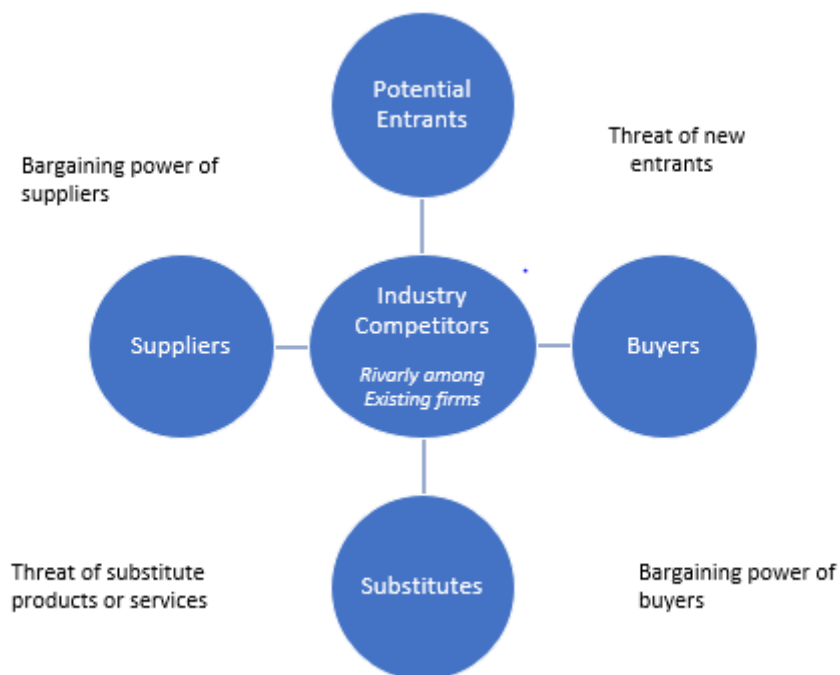 Potential
Entrants
Threat of new
entrants
Bargaining power of
suppliers
Industry
Competitors
Rivarly among
Existing firms
Suppliers
Buyers
Threat of substitute
products or services
Substitutes
Bargaining power of
buyers